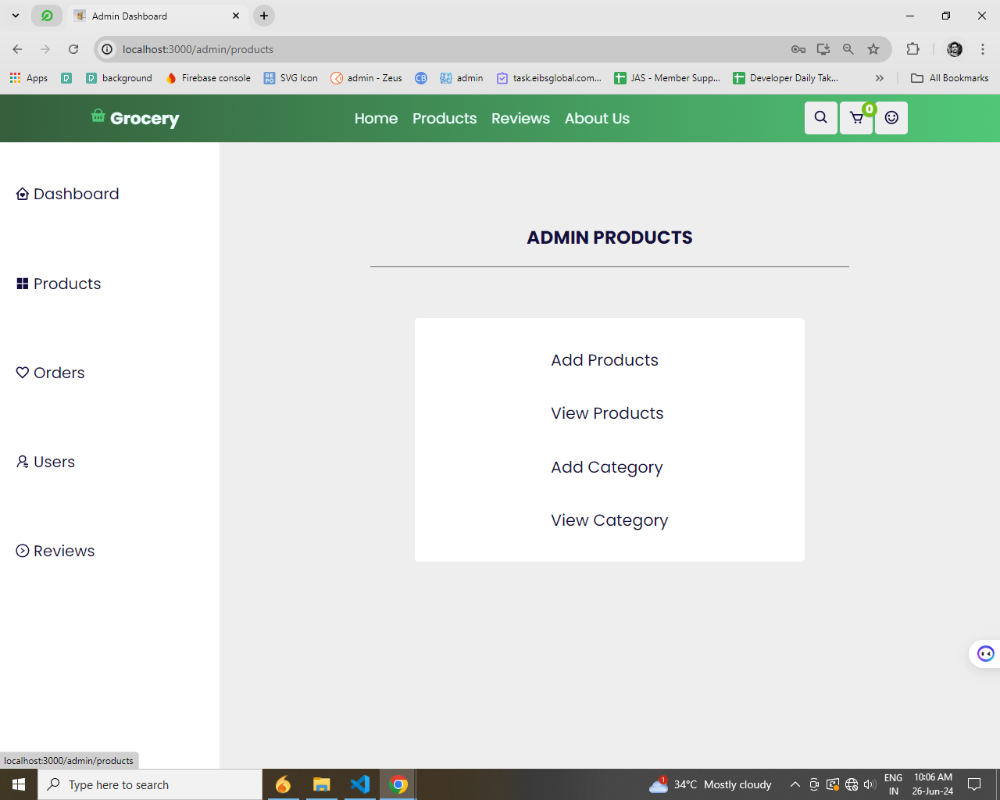 Admin Dashboard
localhost:3000/admin/products
Apps
background
Firebase console
REPO SVG Icon
admin - Zeus
CB
admin
task.eibsglobal.com...
JAS - Member Supp...
Developer Daily Tak...
All Bookmarks
Grocery
Home
Products
Reviews
About Us
0
Dashboard
Products
Orders
Users
Reviews
ADMIN PRODUCTS
Add Products
View Products
Add Category
View Category
localhost:3000/admin/products
Type here to search
1
34°C Mostly cloudy
ENG
IN
10:06 AM
26-Jun-24